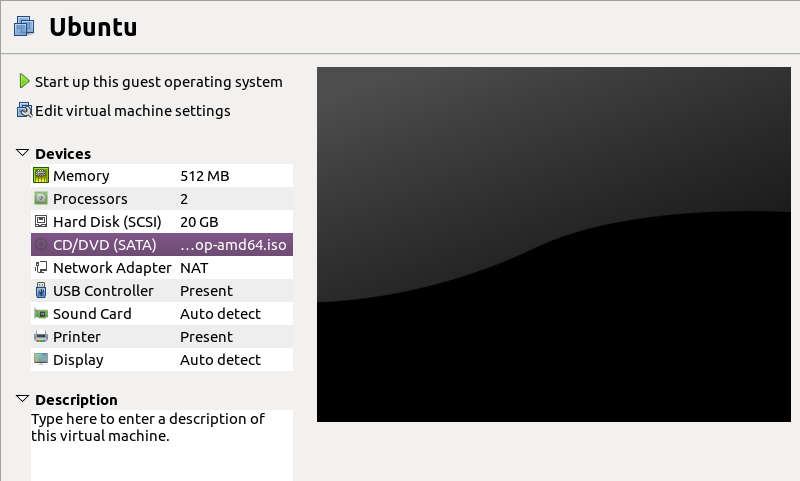 Ubuntu
Start up this guest operating system
Edit virtual machine settings
Devices
Memory 512 MB
Processors 2
Hard Disk (SCSI) 20 GB
CD/DVD (SATA) …op-amd64.iso
Network Adapter NAT
USB Controller Present
Sound Card Auto detect
Printer Present
Display Auto detect
Description
Type here to enter a description of
this virtual machine.